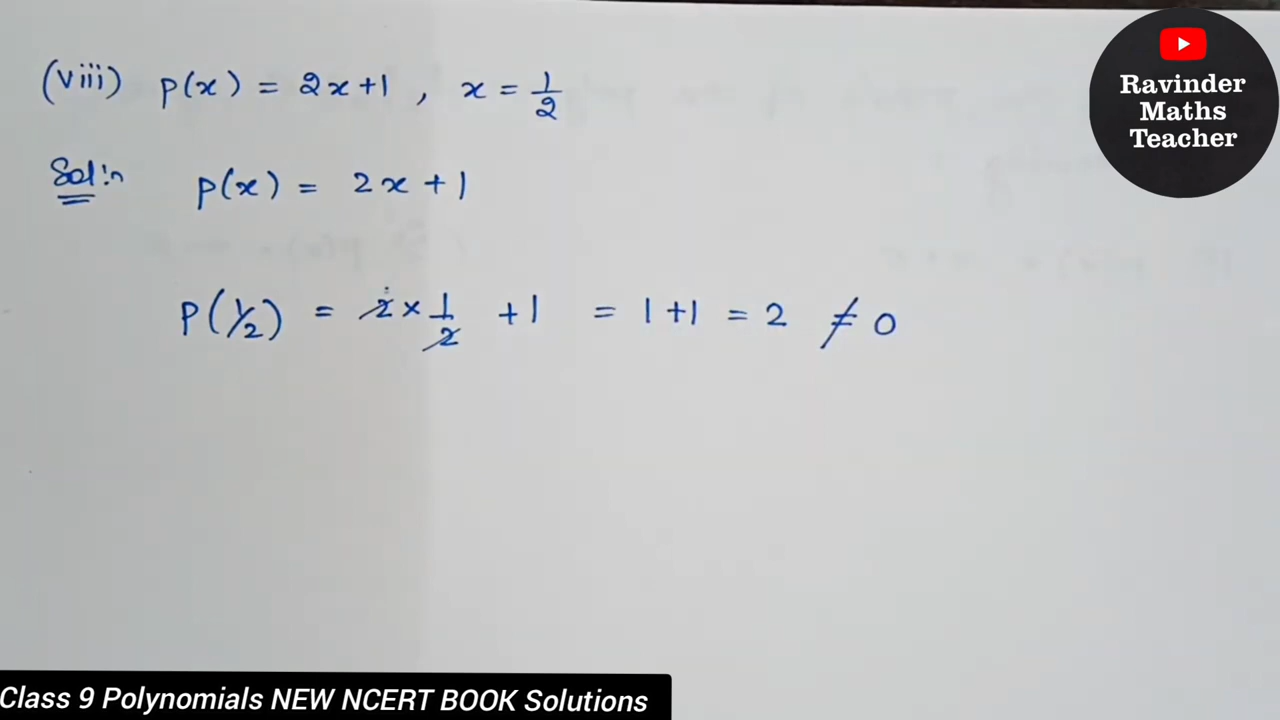 (viii) p(x) = 2x+1 , x = 1/2
Sol:n p(x) = 2x + 1
P(1/2) = 2 × 1/2 + 1 = 1+1 = 2 ≠ 0
Ravinder
Maths
Teacher
Class 9 Polynomials NEW NCERT BOOK Solutions